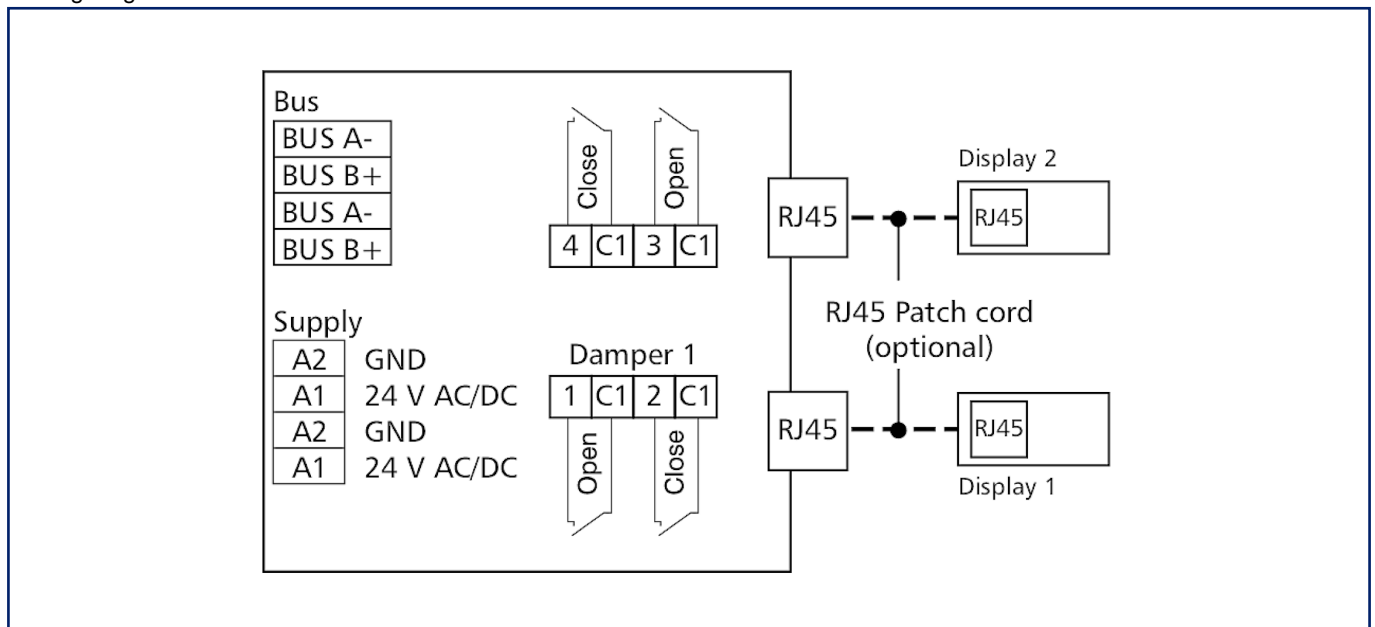 Bus
BUS A-
BUS B+
BUS A-
BUS B+
Close
Open
4 C1 3 C1
RJ45
Display 2
RJ45
RJ45 Patch cord
(optional)
Supply
A2 GND
A1 24 V AC/DC
A2 GND
A1 24 V AC/DC
Damper 1
1 C1 2 C1
Open
Close
RJ45
RJ45
Display 1